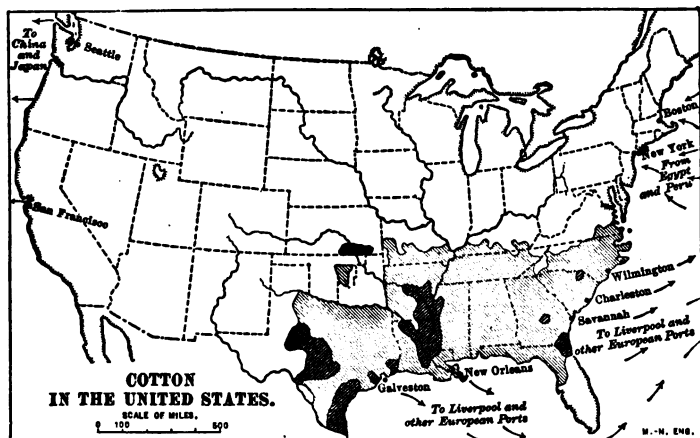 To
China
and
Japan
Seattle
Boston
New York
From
Egypt
and Peru
San Francisco
Wilmington
Charleston
Savannah
To Liverpool and
other European Ports
New Orleans
Galveston
To Liverpool and
other European Ports
COTTON
IN THE UNITED STATES.
SCALE OF MILES.
0 100 500
M.-N. ENG.